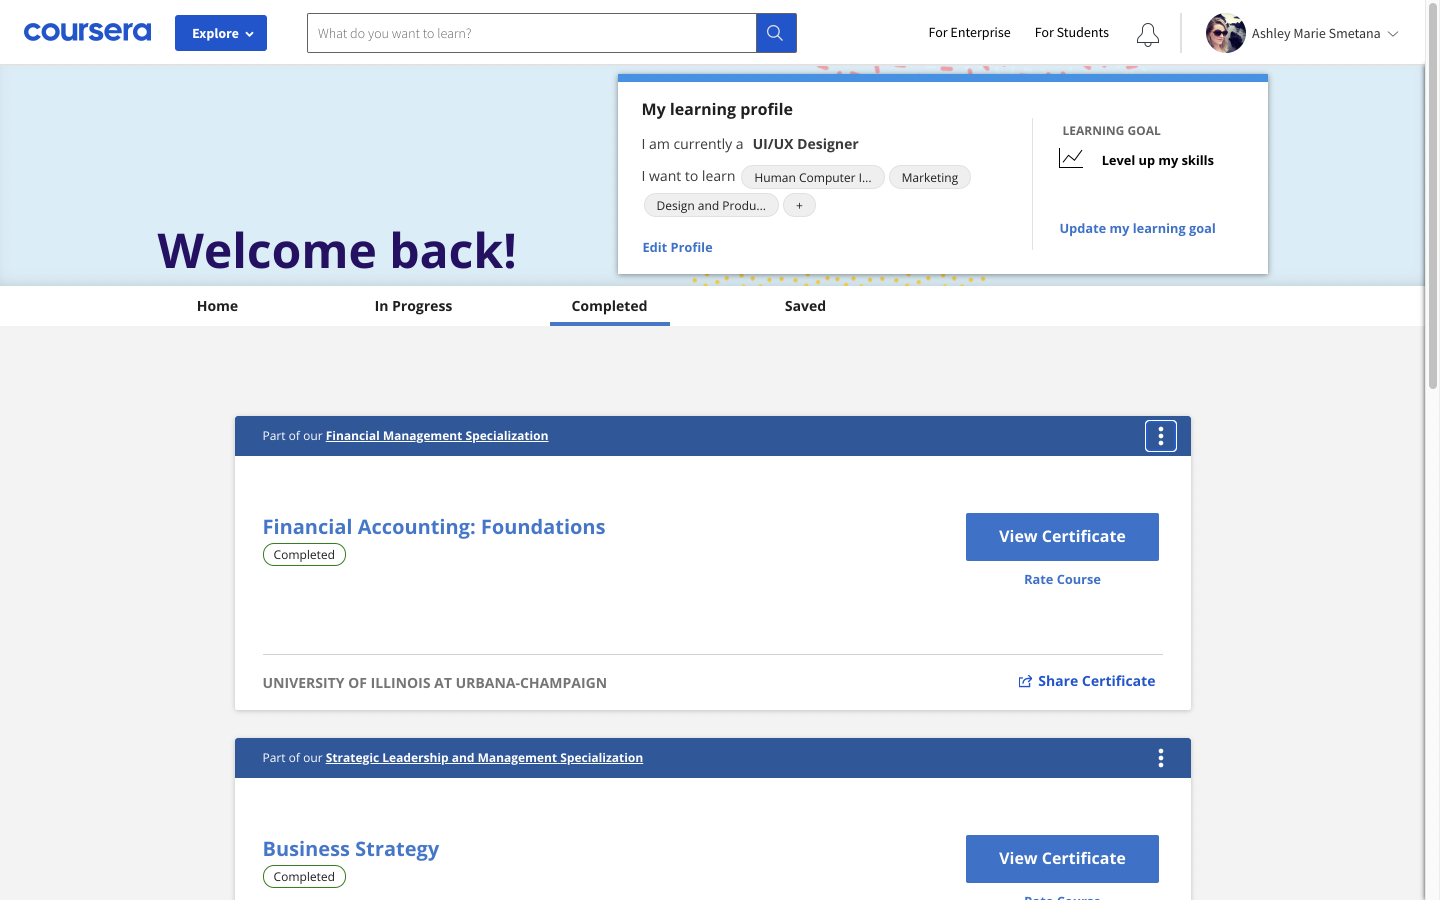 coursera
Explore
What do you want to learn?
For Enterprise
For Students
Ashley Marie Smetana
My learning profile
I am currently a UI/UX Designer
I want to learn Human Computer I... Marketing
Design and Produ... +
Edit Profile
LEARNING GOAL
Level up my skills
Update my learning goal
Welcome back!
Home
In Progress
Completed
Saved
Part of our Financial Management Specialization
Financial Accounting: Foundations
Completed
View Certificate
Rate Course
UNIVERSITY OF ILLINOIS AT URBANA-CHAMPAIGN
Share Certificate
Part of our Strategic Leadership and Management Specialization
Business Strategy
Completed
View Certificate
Rate Course